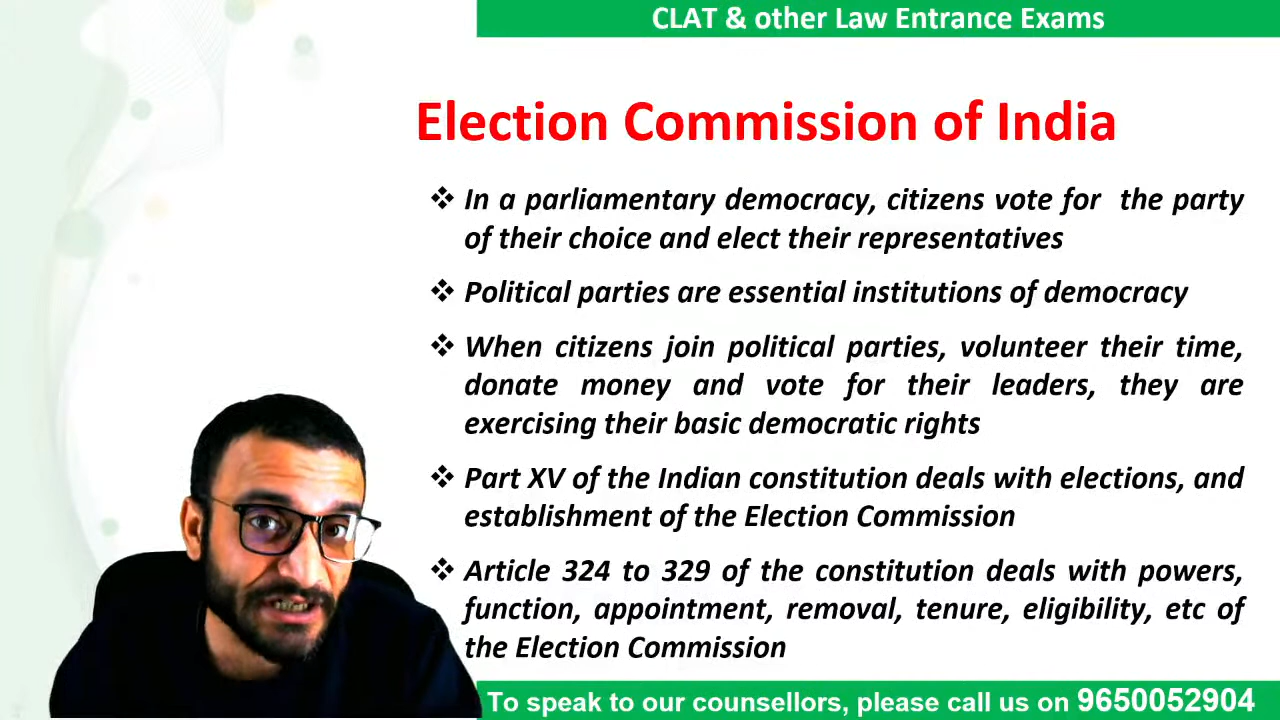 CLAT & other Law Entrance Exams
Election Commission of India
❖ In a parliamentary democracy, citizens vote for the party
of their choice and elect their representatives
❖ Political parties are essential institutions of democracy
❖ When citizens join political parties, volunteer their time,
donate money and vote for their leaders, they are
exercising their basic democratic rights
❖ Part XV of the Indian constitution deals with elections, and
establishment of the Election Commission
❖ Article 324 to 329 of the constitution deals with powers,
function, appointment, removal, tenure, eligibility, etc of
the Election Commission
To speak to our counsellors, please call us on 9650052904